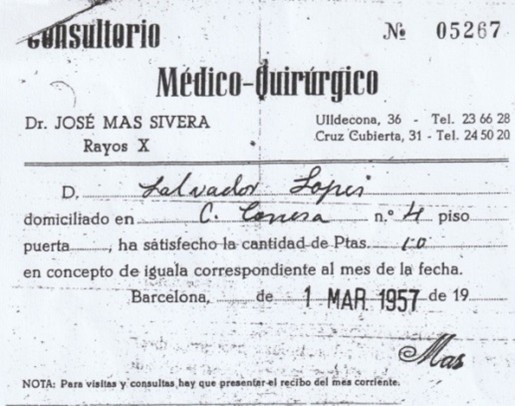 Consultorio Nº 05267
Médico-Quirúrgico
Dr. JOSÉ MAS SIVERA
Rayos X
Ulldecona, 36 - Tel. 23 66 28
Cruz Cubierta, 31 - Tel. 24 50 20
D. Salvador Lopes
domiciliado en C. n.º 4 piso
puerta , ha satisfecho la cantidad de Ptas. 10
en concepto de iguala correspondiente al mes de la fecha.
Barcelona, de 1 MAR 1957 de 19
Mas
NOTA: Para visitas y consultas, hay que presentar el recibo del mes corriente.